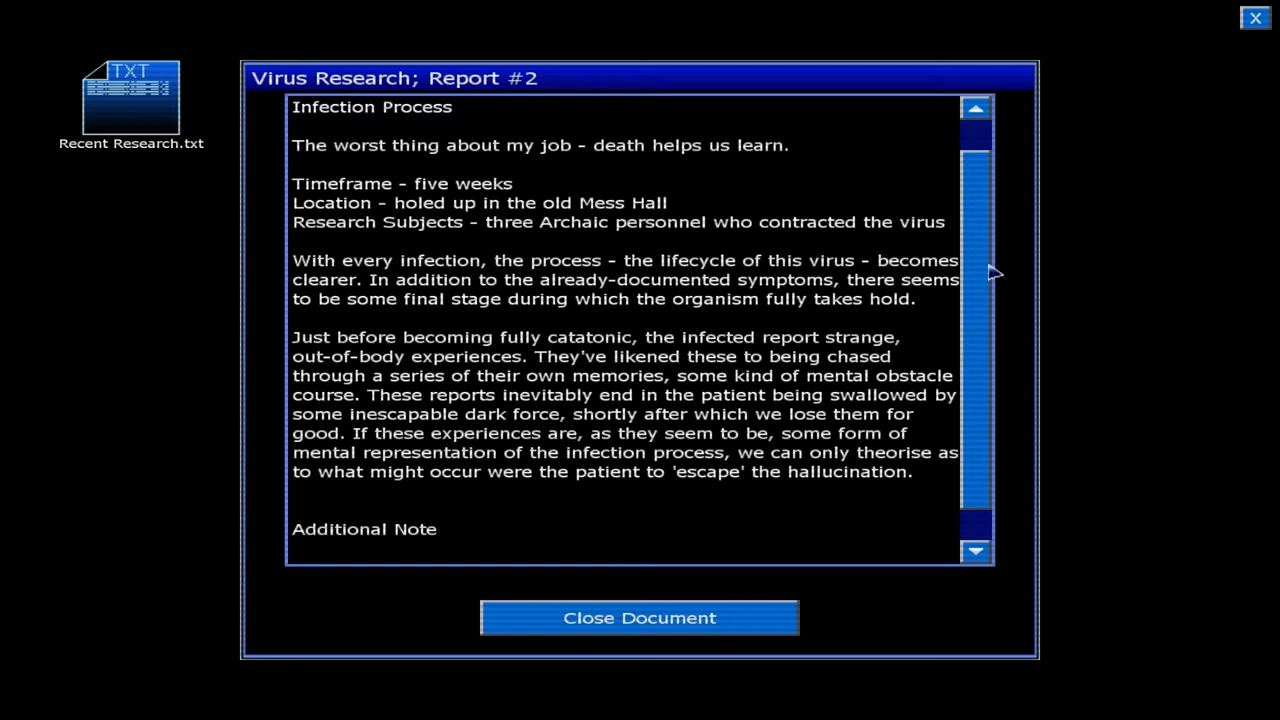 X
TXT
Recent Research.txt
Virus Research; Report #2
Infection Process
The worst thing about my job - death helps us learn.
Timeframe - five weeks
Location - holed up in the old Mess Hall
Research Subjects - three Archaic personnel who contracted the virus
With every infection, the process - the lifecycle of this virus - becomes
clearer. In addition to the already-documented symptoms, there seems
to be some final stage during which the organism fully takes hold.
Just before becoming fully catatonic, the infected report strange,
out-of-body experiences. They've likened these to being chased
through a series of their own memories, some kind of mental obstacle
course. These reports inevitably end in the patient being swallowed by
some inescapable dark force, shortly after which we lose them for
good. If these experiences are, as they seem to be, some form of
mental representation of the infection process, we can only theorise as
to what might occur were the patient to 'escape' the hallucination.
Additional Note
Close Document